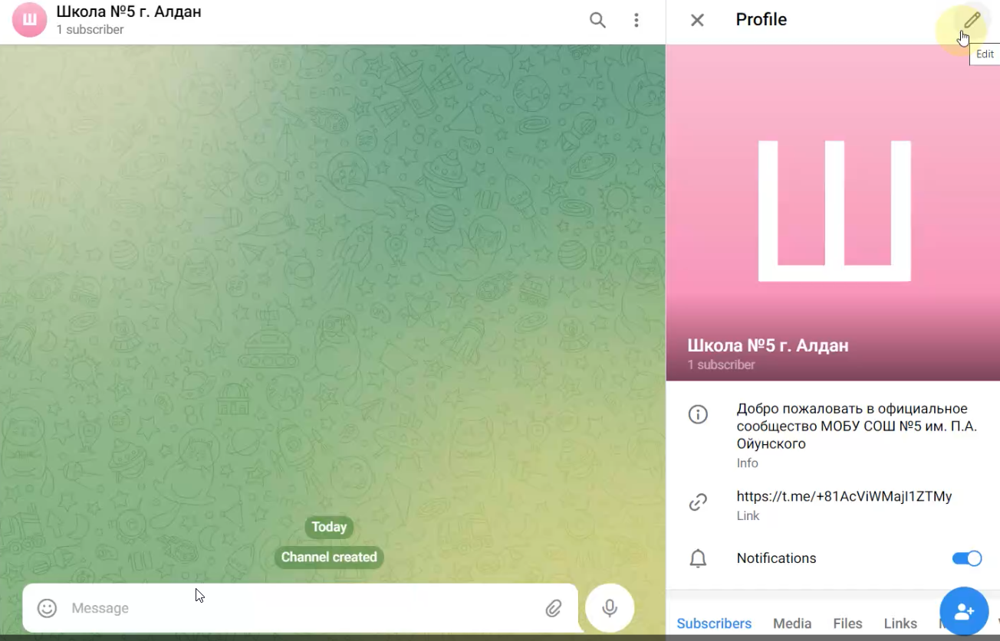 Ш
Школа №5 г. Алдан
1 subscriber
Profile
Edit
Ш
Школа №5 г. Алдан
1 subscriber
Добро пожаловать в официальное
сообщество МОБУ СОШ №5 им. П.А.
Ойунского
Info
https://t.me/+81AcViWMajI1ZTMy
Link
Notifications
Subscribers Media Files Links
Today
Channel created
Message